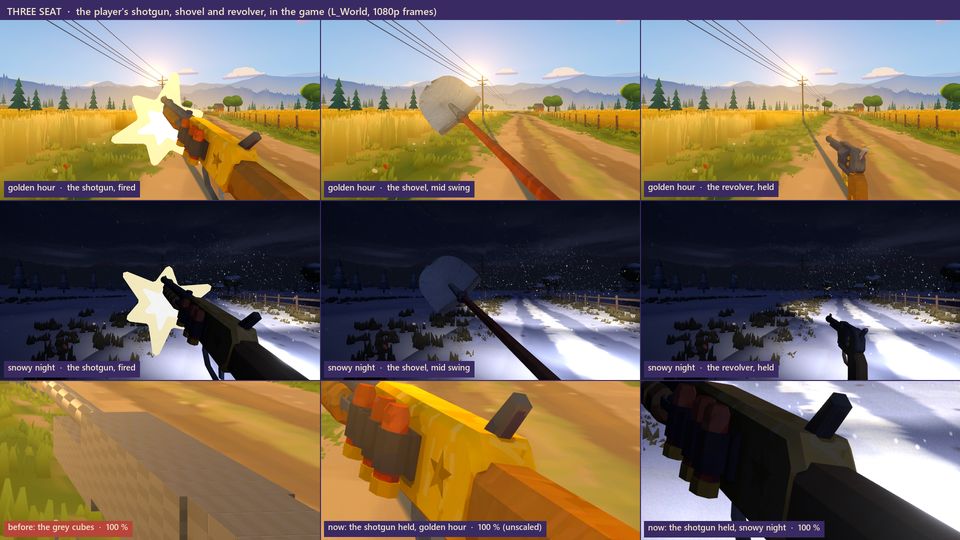 THREE SEAT · the player's shotgun, shovel and revolver, in the game (L_World, 1080p frames)
golden hour · the shotgun, fired
golden hour · the shovel, mid swing
golden hour · the revolver, held
snowy night · the shotgun, fired
snowy night · the shovel, mid swing
snowy night · the revolver, held
before: the grey cubes · 100 %
now: the shotgun held, golden hour · 100 % (unscaled)
now: the shotgun held, snowy night · 100 %